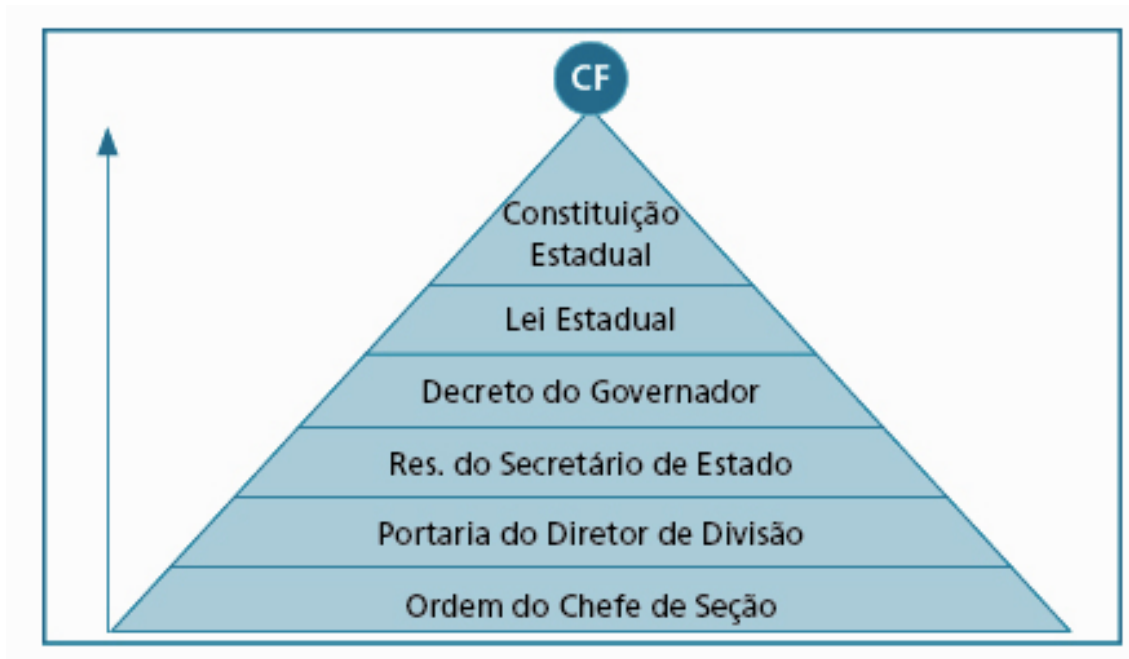 CF
Constituição
Estadual
Lei Estadual
Decreto do Governador
Res. do Secretário de Estado
Portaria do Diretor de Divisão
Ordem do Chefe de Seção